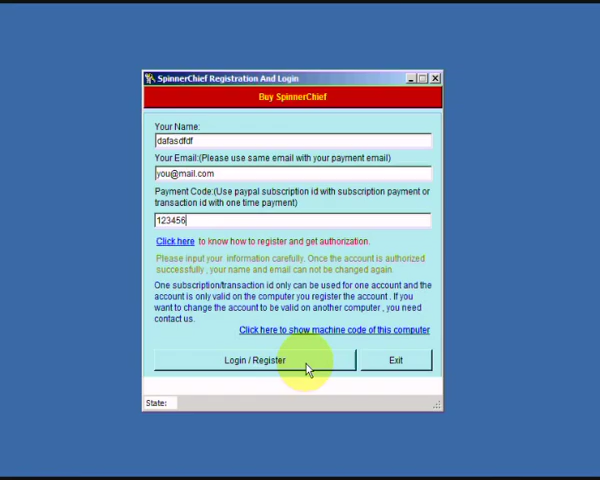 SpinnerChief Registration And Login
Buy SpinnerChief
Your Name:
dafasdfdf
Your Email:(Please use same email with your payment email)
you@mail.com
Payment Code:(Use paypal subscription id with subscription payment or
transaction id with one time payment)
123456
Click here to know how to register and get authorization.
Please input your information carefully. Once the account is authorized
successfully , your name and email can not be changed again.
One subscription/transaction id only can be used for one account and the
account is only valid on the computer you register the account . If you
want to change the account to be valid on another computer , you need
contact us.
Click here to show machine code of this computer
Login / Register
Exit
State: